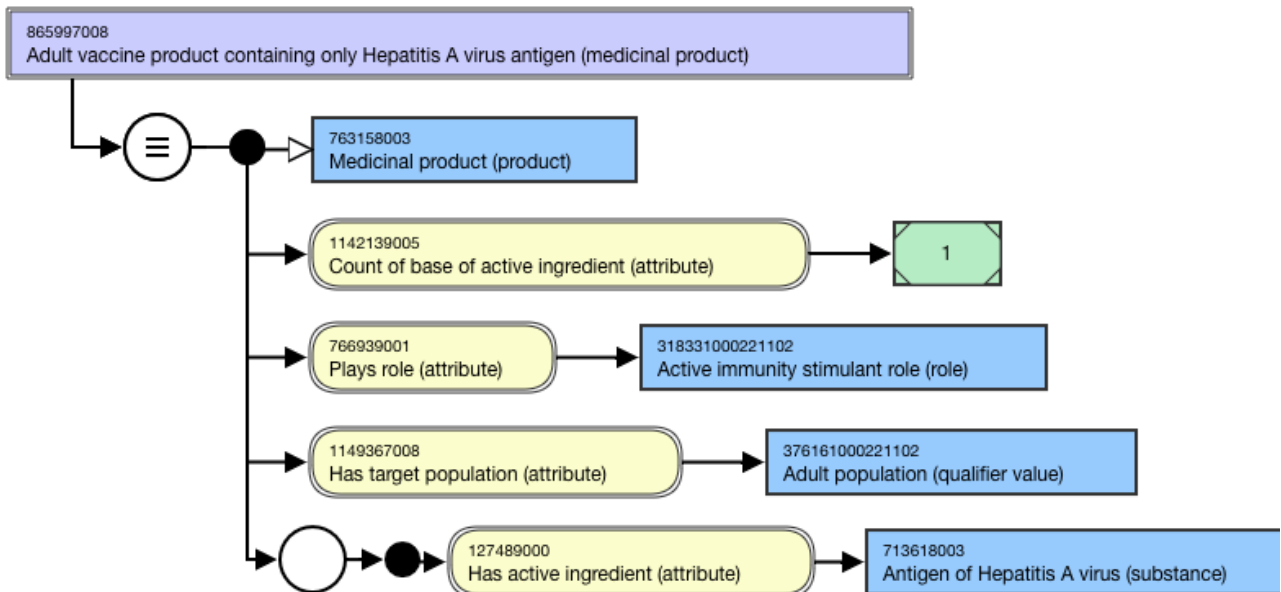 865997008
Adult vaccine product containing only Hepatitis A virus antigen (medicinal product)
763158003
Medicinal product (product)
1142139005
Count of base of active ingredient (attribute)
1
766939001
Plays role (attribute)
318331000221102
Active immunity stimulant role (role)
1149367008
Has target population (attribute)
376161000221102
Adult population (qualifier value)
127489000
Has active ingredient (attribute)
713618003
Antigen of Hepatitis A virus (substance)